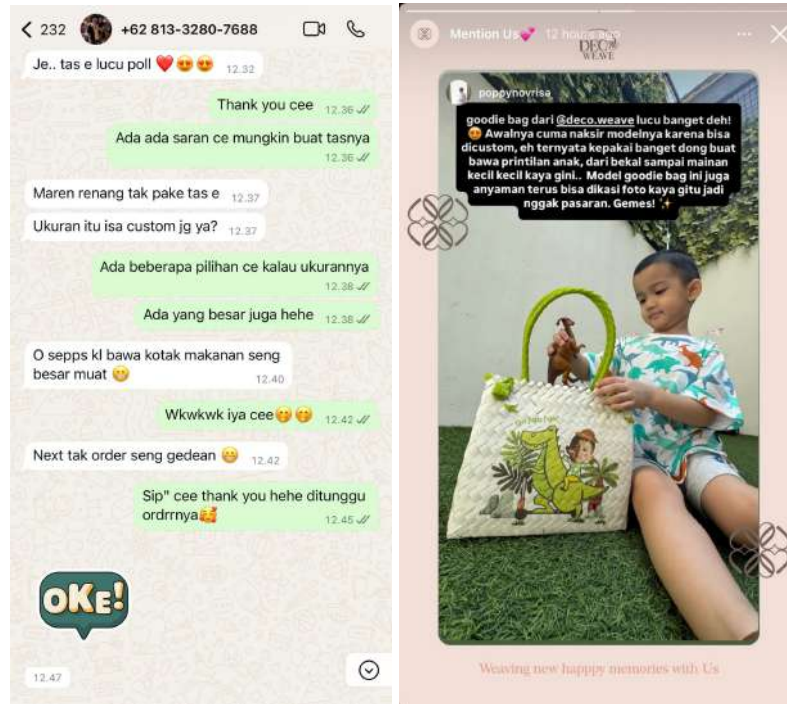 232
+62 813-3280-7688
Je.. tas e lucu poll ❤️😍😍 12.32
Thank you cee 12.36
Ada ada saran ce mungkin buat tasnya
12.36
Maren renang tak pake tas e 12.37
Ukuran itu isa custom jg ya? 12.37
Ada beberapa pilihan ce kalau ukurannya
12.38
Ada yang besar juga hehe 12.38
O sepps kl bawa kotak makanan seng
besar muat 😁 12.40
Wkwkwk iya cee🤭🤭 12.42
Next tak order seng gedean 😁 12.42
Sip" cee thank you hehe ditunggu
ordrrnya🥰 12.45
OKE!
12.47
Mention Us💞 12 hours ago
DECO
WEAVE
poppynovrisa
goodie bag dari @deco.weave lucu banget deh!
😍 Awalnya cuma naksir modelnya karena bisa
dicustom, eh ternyata kepakai banget dong buat
bawa printilan anak, dari bekal sampai mainan
kecil kecil kaya gini.. Model goodie bag ini juga
anyaman terus bisa dikasi foto kaya gitu jadi
nggak pasaran. Gemes! ✨
Weaving new happpy memories with Us